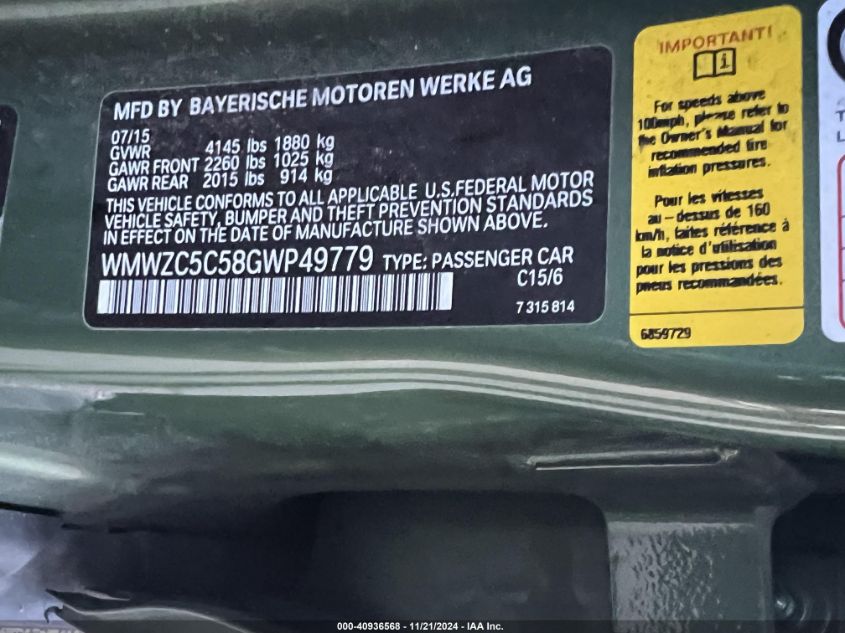 MFD BY BAYERISCHE MOTOREN WERKE AG
07/15
GVWR 4145 lbs 1880 kg
GAWR FRONT 2260 lbs 1025 kg
GAWR REAR 2015 lbs 914 kg
THIS VEHICLE CONFORMS TO ALL APPLICABLE U.S.FEDERAL MOTOR
VEHICLE SAFETY, BUMPER AND THEFT PREVENTION STANDARDS
IN EFFECT ON THE DATE OF MANUFACTURE SHOWN ABOVE.
WMWZC5C58GWP49779 TYPE: PASSENGER CAR
C15/6
7 315 814
IMPORTANT!
i
For speeds above
100mph, please refer to
the Owner's Manual for
recommended tire
inflation pressures.
Pour les vitesses
au - dessus de 160
km/h, faites référence à
la notice d'utilisation
pour les pressions des
pneus recommandées.
6859729
T
L
000-40936568 - 11/21/2024 - IAA Inc.